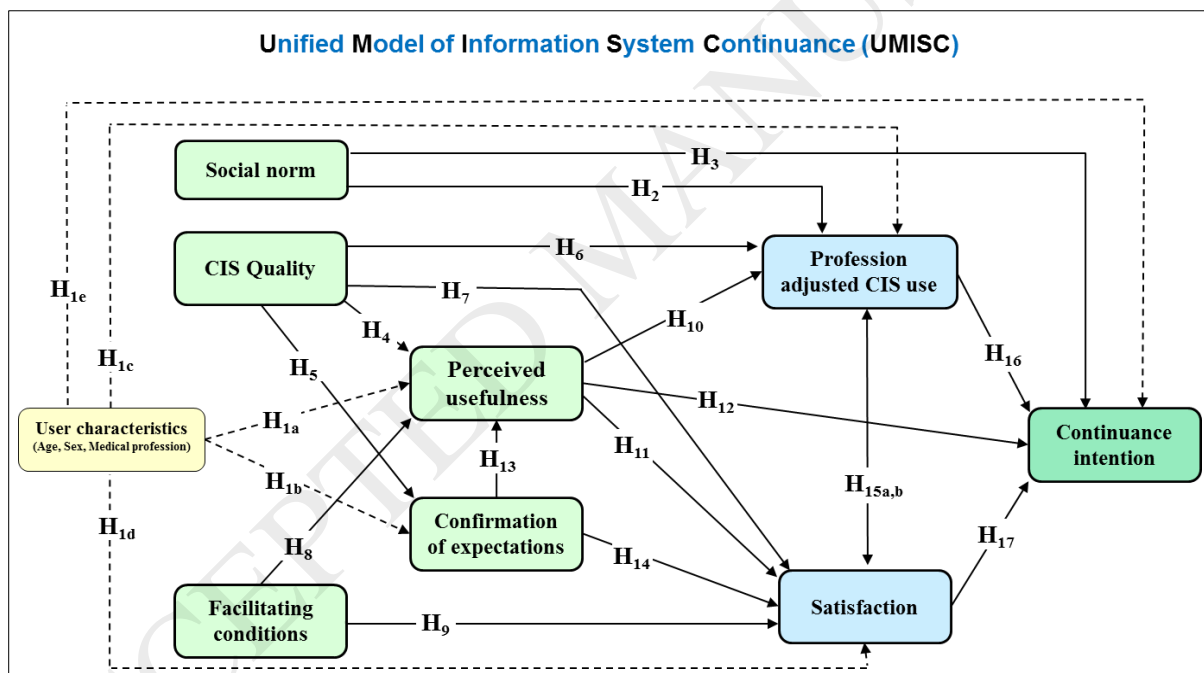 Unified Model of Information System Continuance (UMISC)
H3
Social norm
H2
CIS Quality
H6
Profession
adjusted CIS use
H1e
H7
H4
H10
H1c
H5
Perceived
usefulness
H16
H12
User characteristics
(Age, Sex, Medical profession)
H1a
H11
Continuance
intention
H13
H1b
H15a,b
H1d
Confirmation
of expectations
H8
H14
H17
Facilitating
conditions
H9
Satisfaction